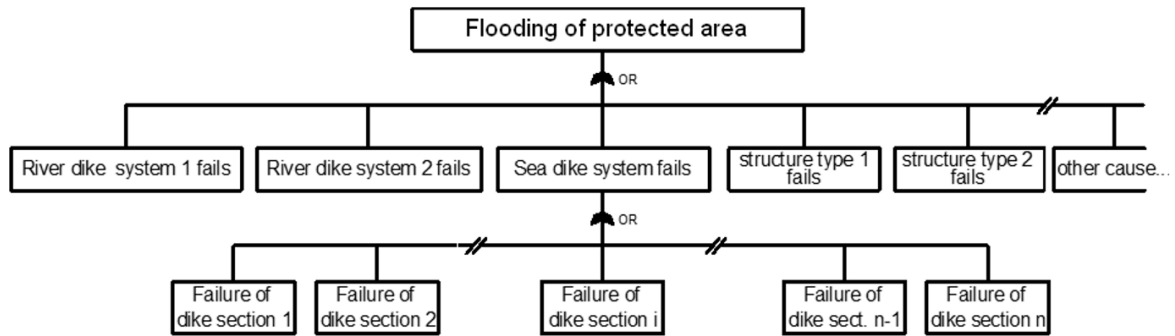 Flooding of protected area
OR
River dike system 1 fails
River dike system 2 fails
Sea dike system fails
structure type 1
fails
structure type 2
fails
other cause...
OR
Failure of
dike section 1
Failure of
dike section 2
Failure of
dike section i
Failure of
dike sect. n-1
Failure of
dike section n